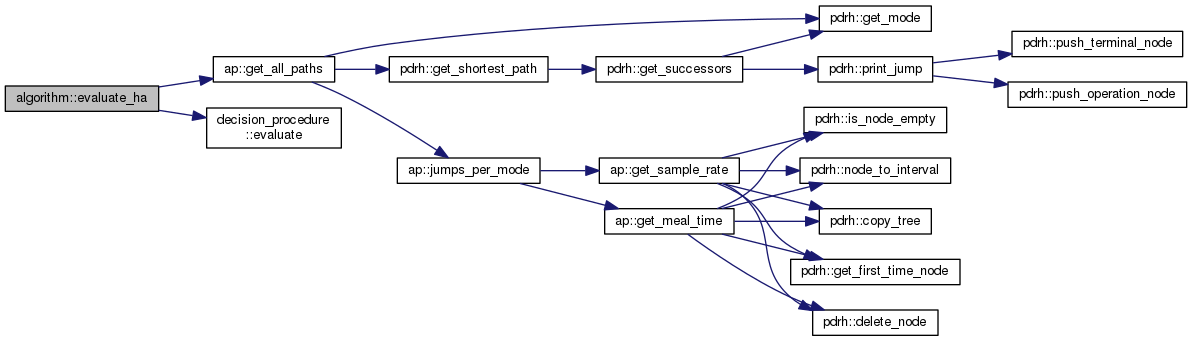 algorithm::evaluate_ha
ap::get_all_paths
decision_procedure
::evaluate
pdrh::get_shortest_path
ap::jumps_per_mode
pdrh::get_successors
ap::get_sample_rate
ap::get_meal_time
pdrh::get_mode
pdrh::print_jump
pdrh::is_node_empty
pdrh::node_to_interval
pdrh::copy_tree
pdrh::get_first_time_node
pdrh::delete_node
pdrh::push_terminal_node
pdrh::push_operation_node